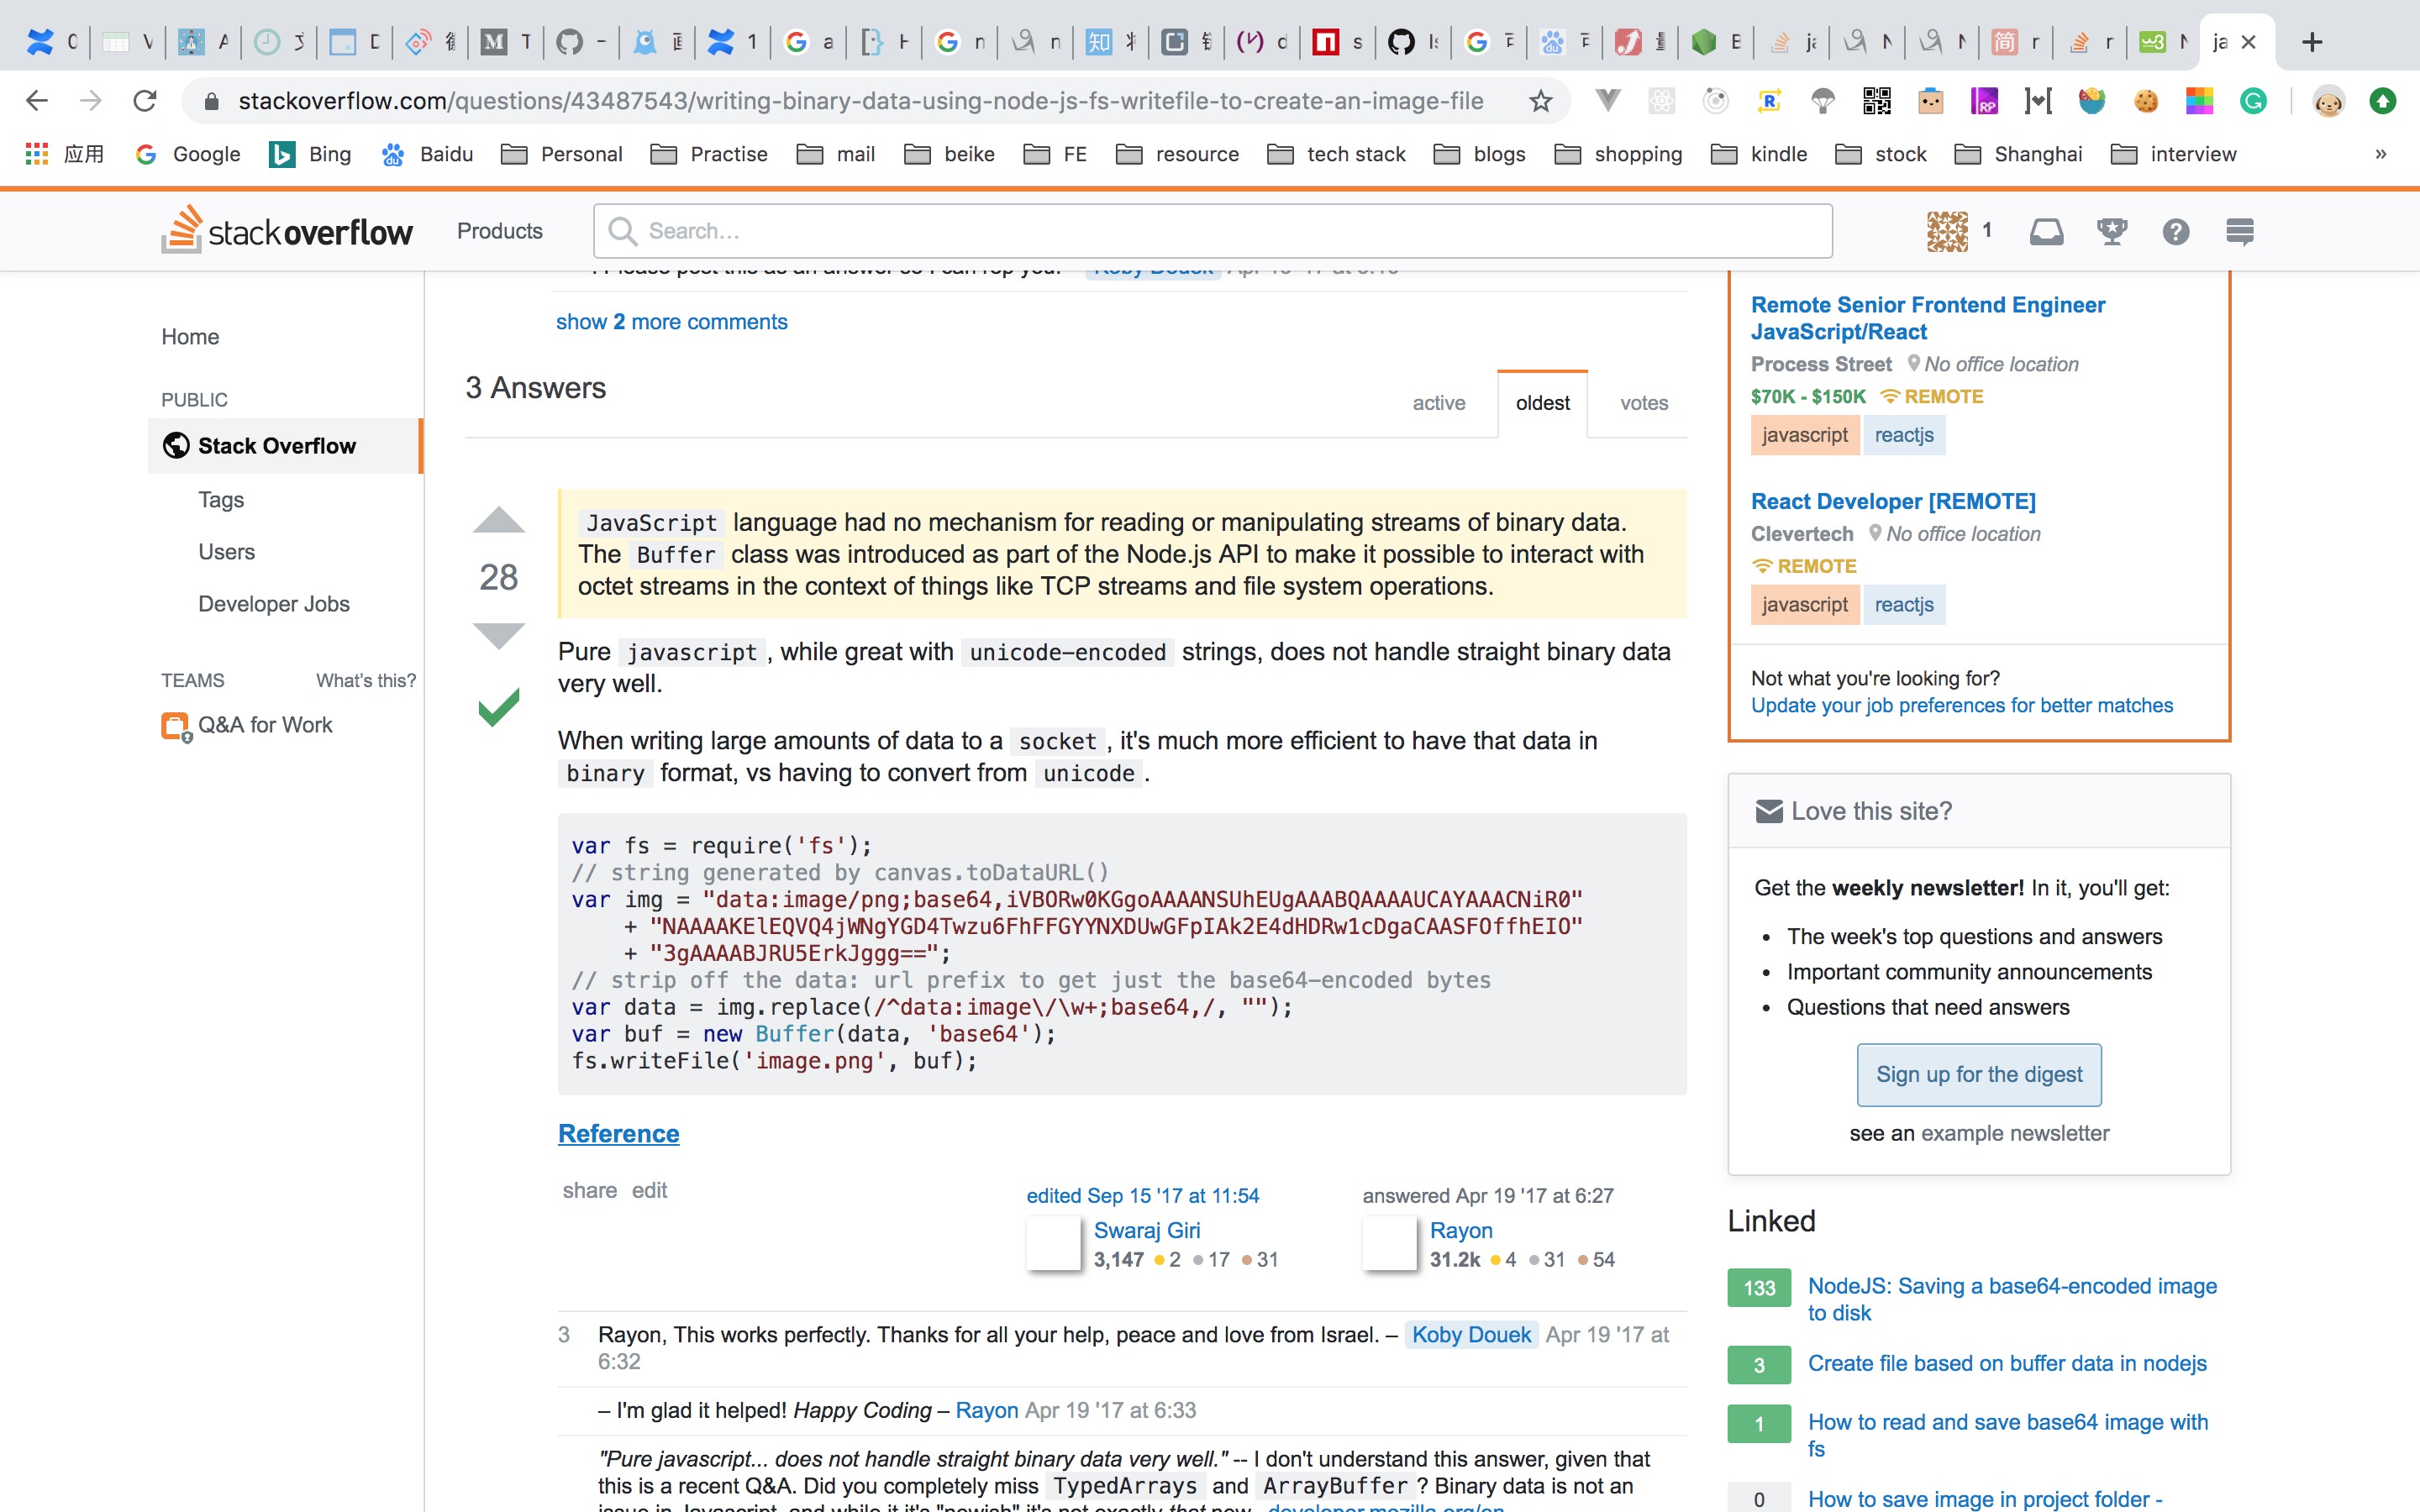 stackoverflow.com/questions/43487543/writing-binary-data-using-node-js-fs-writefile-to-create-an-image-file
应用 Google Bing Baidu Personal Practise mail beike FE resource tech stack blogs shopping kindle stock Shanghai interview »
stackoverflow Products Search... 1
Koby Douek
show 2 more comments
3 Answers
active oldest votes
Home
PUBLIC
Stack Overflow
Tags
Users
Developer Jobs
TEAMS What's this?
Q&A for Work
28
JavaScript language had no mechanism for reading or manipulating streams of binary data.
The Buffer class was introduced as part of the Node.js API to make it possible to interact with
octet streams in the context of things like TCP streams and file system operations.
Pure javascript , while great with unicode-encoded strings, does not handle straight binary data
very well.
When writing large amounts of data to a socket , it's much more efficient to have that data in
binary format, vs having to convert from unicode .
var fs = require('fs');
// string generated by canvas.toDataURL()
var img = "data:image/png;base64,iVBORw0KGgoAAAANSUhEUgAAABQAAAAUCAYAAACNiR0"
+ "NAAAAKElEQVQ4jWNgYGD4Twzu6FhFFGYYNXDUwGFpIAk2E4dHDRw1cDgaCAASFOffhEIO"
+ "3gAAAABJRU5ErkJggg==";
// strip off the data: url prefix to get just the base64-encoded bytes
var data = img.replace(/^data:image\/\w+;base64,/, "");
var buf = new Buffer(data, 'base64');
fs.writeFile('image.png', buf);
Reference
share edit
edited Sep 15 '17 at 11:54
Swaraj Giri
3,147 2 17 31
answered Apr 19 '17 at 6:27
Rayon
31.2k 4 31 54
3 Rayon, This works perfectly. Thanks for all your help, peace and love from Israel. – Koby Douek Apr 19 '17 at
6:32
– I'm glad it helped! Happy Coding – Rayon Apr 19 '17 at 6:33
"Pure javascript... does not handle straight binary data very well." -- I don't understand this answer, given that
this is a recent Q&A. Did you completely miss TypedArrays and ArrayBuffer ? Binary data is not an
Remote Senior Frontend Engineer
JavaScript/React
Process Street No office location
$70K - $150K REMOTE
javascript reactjs
React Developer [REMOTE]
Clevertech No office location
REMOTE
javascript reactjs
Not what you're looking for?
Update your job preferences for better matches
Love this site?
Get the weekly newsletter! In it, you'll get:
The week's top questions and answers
Important community announcements
Questions that need answers
Sign up for the digest
see an example newsletter
Linked
133 NodeJS: Saving a base64-encoded image
to disk
3 Create file based on buffer data in nodejs
1 How to read and save base64 image with
fs
0 How to save image in project folder -